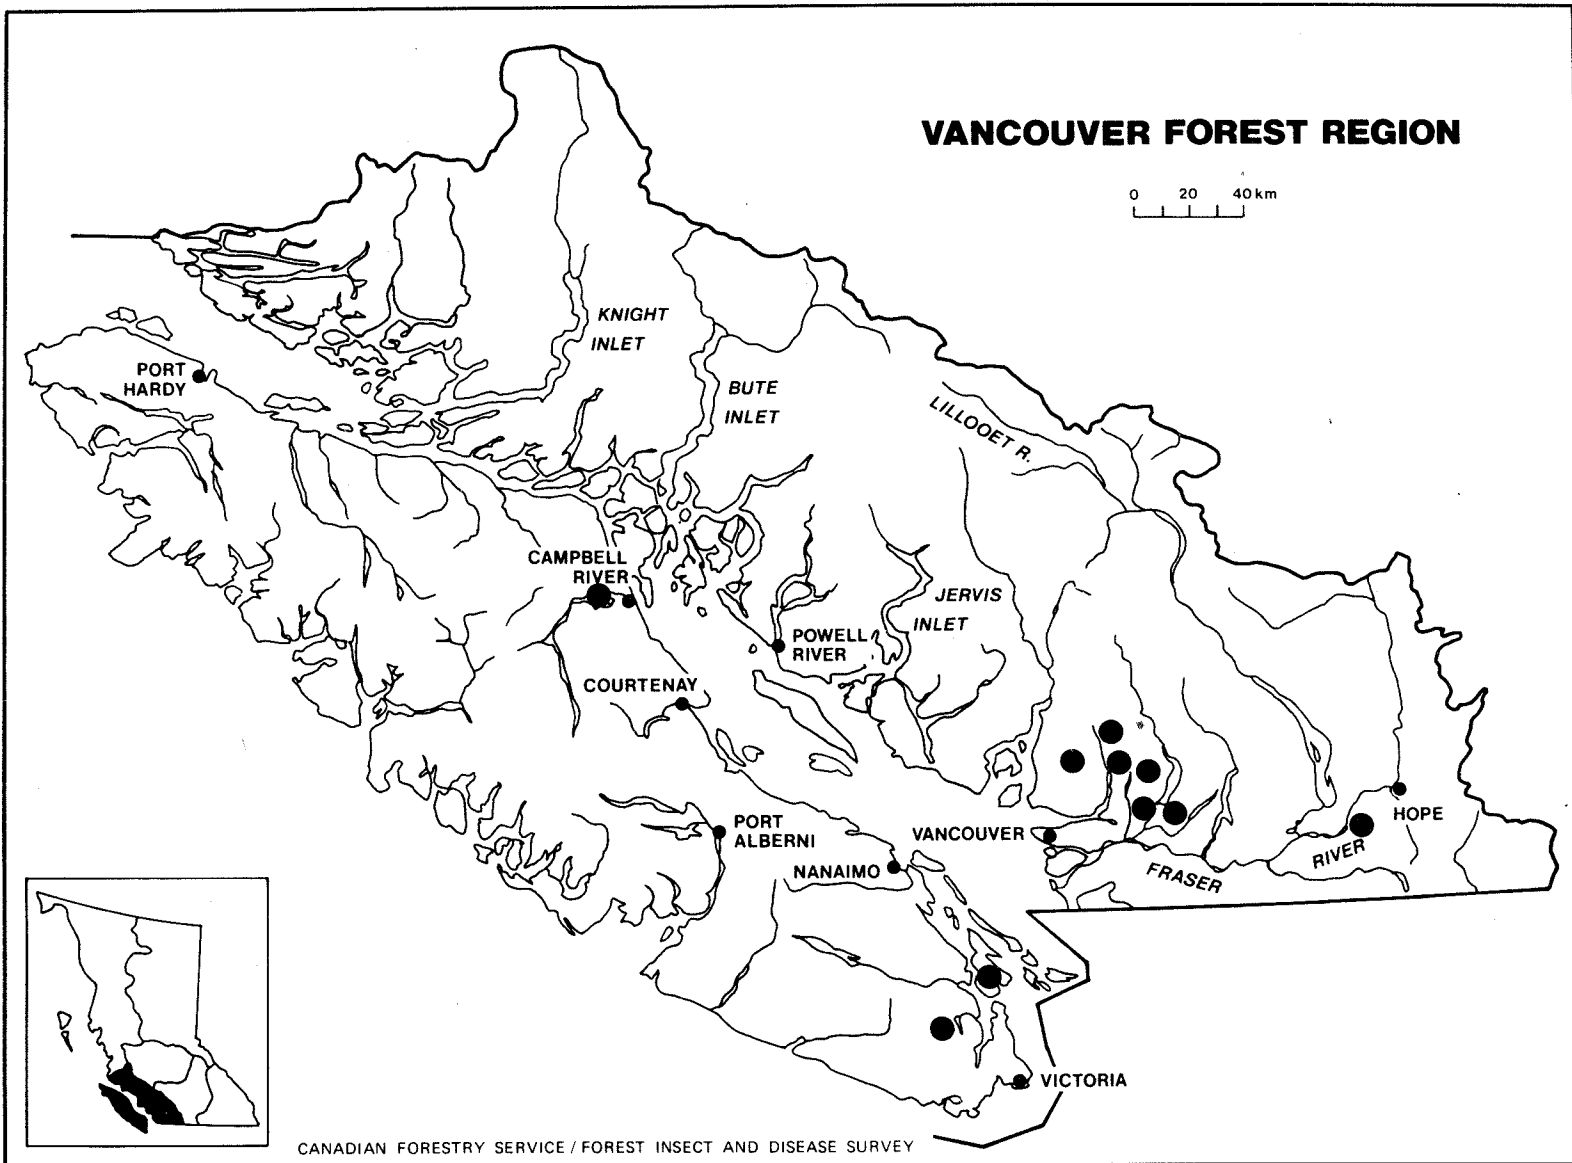 VANCOUVER FOREST REGION
0 20 40 km
KNIGHT
INLET
PORT
HARDY
BUTE
INLET
LILLOOET R.
CAMPBELL
RIVER
JERVIS
INLET
POWELL
RIVER
COURTENAY
HOPE
PORT
ALBERNI
VANCOUVER
RIVER
NANAIMO
FRASER
VICTORIA
CANADIAN FORESTRY SERVICE / FOREST INSECT AND DISEASE SURVEY